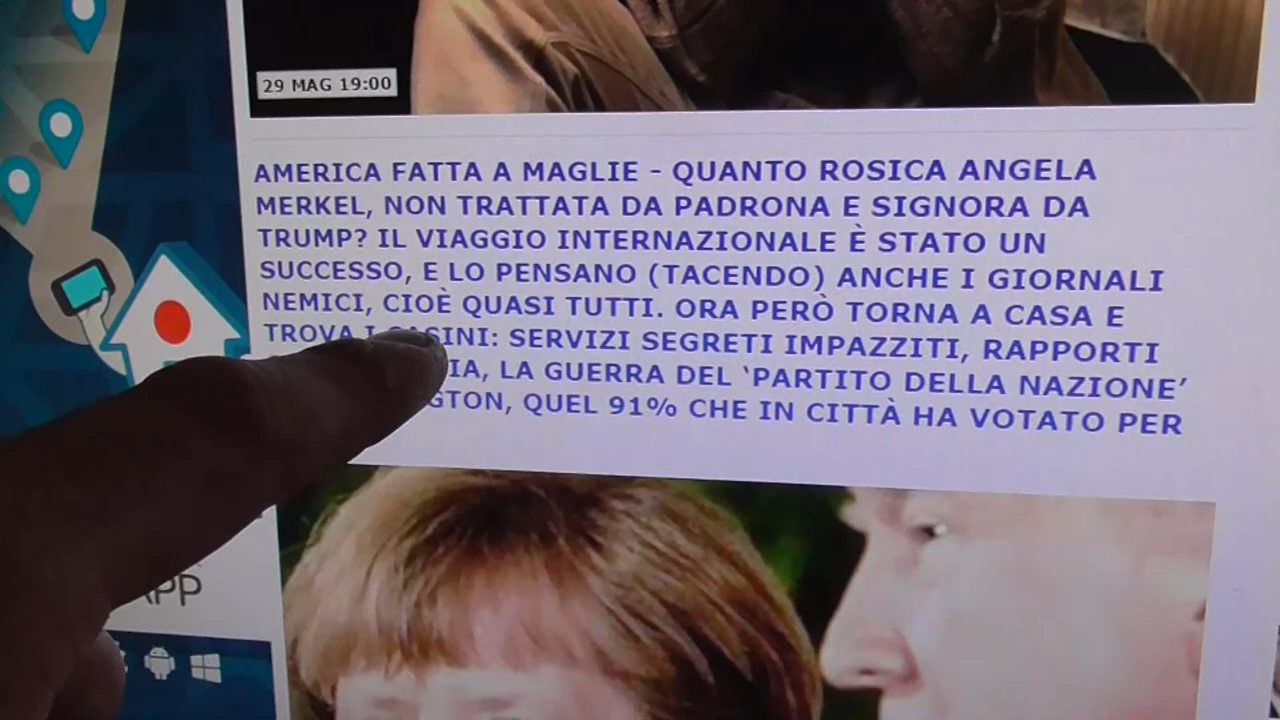 29 MAG 19:00
AMERICA FATTA A MAGLIE - QUANTO ROSICA ANGELA
MERKEL, NON TRATTATA DA PADRONA E SIGNORA DA
TRUMP? IL VIAGGIO INTERNAZIONALE È STATO UN
SUCCESSO, E LO PENSANO (TACENDO) ANCHE I GIORNALI
NEMICI, CIOÈ QUASI TUTTI. ORA PERÒ TORNA A CASA E
TROVA I CASINI: SERVIZI SEGRETI IMPAZZITI, RAPPORTI
LA GUERRA DEL ‘PARTITO DELLA NAZIONE’
QUEL 91% CHE IN CITTÀ HA VOTATO PER
APP